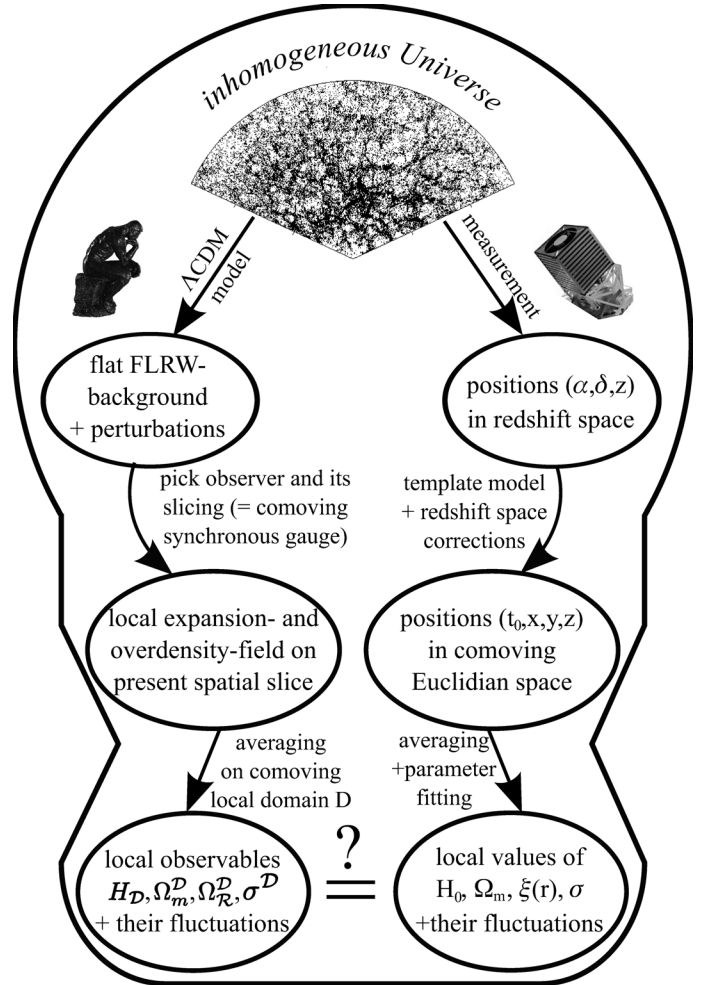 inhomogeneous Universe
ΛCDM
model
measurement
flat FLRW-
background
+ perturbations
positions (α,δ,z)
in redshift space
pick observer and its
slicing (= comoving
synchronous gauge)
template model
+ redshift space
corrections
local expansion- and
overdensity-field on
present spatial slice
positions (t₀,x,y,z)
in comoving
Euclidian space
averaging
on comoving
local domain D
averaging
+parameter
fitting
local observables
H_𝒟, Ω_m^𝒟, Ω_ℛ^𝒟, σ^𝒟
+ their fluctuations
?
=
local values of
H₀, Ωₘ, ξ(r), σ
+their fluctuations